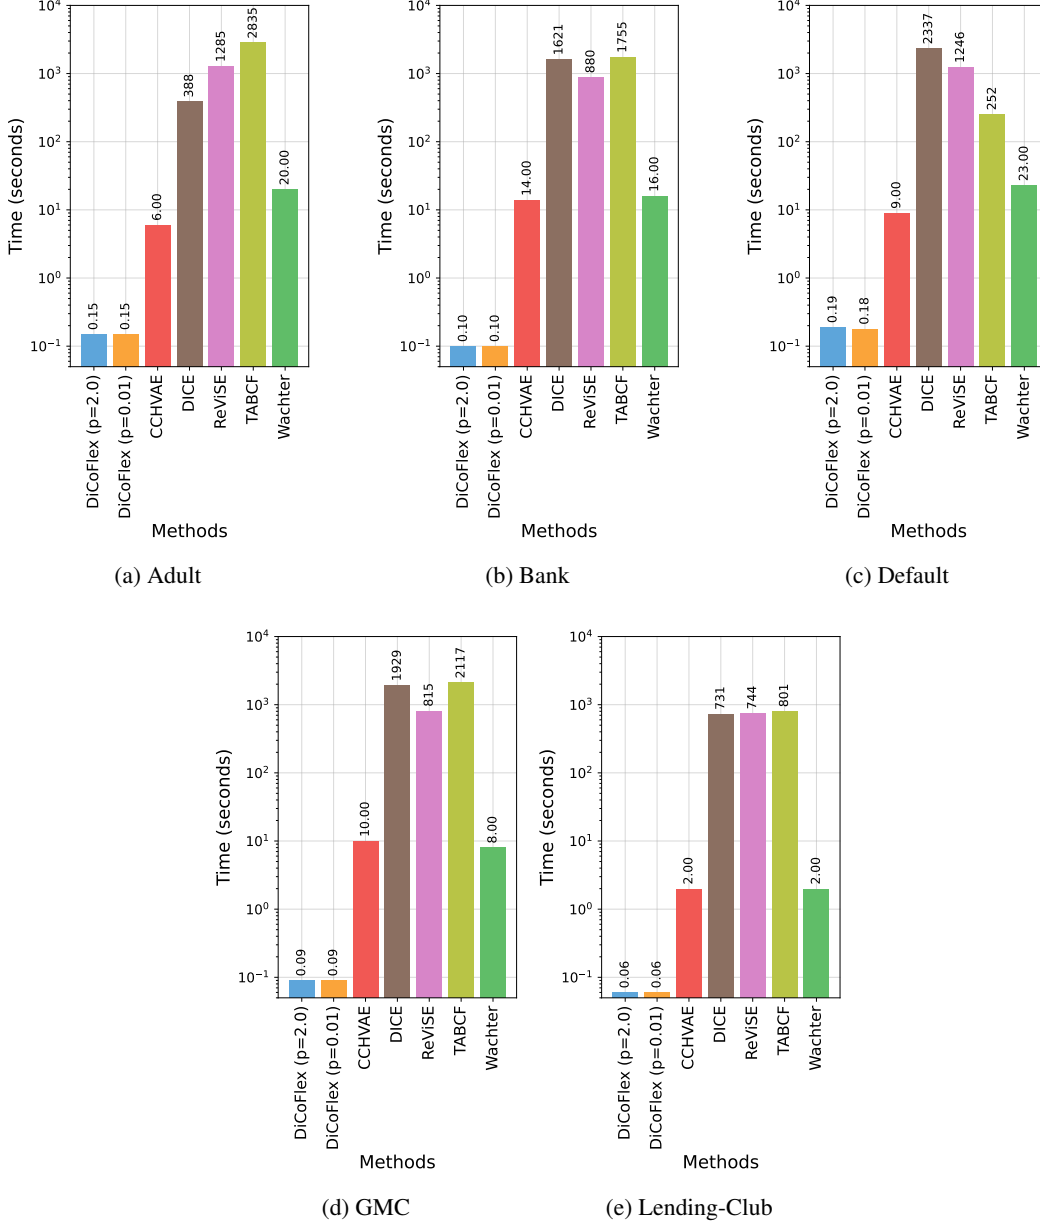 10^4
10^3
10^2
10^1
10^0
10^-1
Time (seconds)
0.15
0.15
6.00
388
1285
2835
20.00
DiCoFlex (p=2.0)
DiCoFlex (p=0.01)
CCHVAE
DICE
ReViSE
TABCF
Wachter
Methods
(a) Adult
10^4
10^3
10^2
10^1
10^0
10^-1
Time (seconds)
0.10
0.10
14.00
1621
880
1755
16.00
DiCoFlex (p=2.0)
DiCoFlex (p=0.01)
CCHVAE
DICE
ReViSE
TABCF
Wachter
Methods
(b) Bank
10^4
10^3
10^2
10^1
10^0
10^-1
Time (seconds)
0.19
0.18
9.00
2337
1246
252
23.00
DiCoFlex (p=2.0)
DiCoFlex (p=0.01)
CCHVAE
DICE
ReViSE
TABCF
Wachter
Methods
(c) Default
10^4
10^3
10^2
10^1
10^0
10^-1
Time (seconds)
0.09
0.09
10.00
1929
815
2117
8.00
DiCoFlex (p=2.0)
DiCoFlex (p=0.01)
CCHVAE
DICE
ReViSE
TABCF
Wachter
Methods
(d) GMC
10^4
10^3
10^2
10^1
10^0
10^-1
Time (seconds)
0.06
0.06
2.00
731
744
801
2.00
DiCoFlex (p=2.0)
DiCoFlex (p=0.01)
CCHVAE
DICE
ReViSE
TABCF
Wachter
Methods
(e) Lending-Club